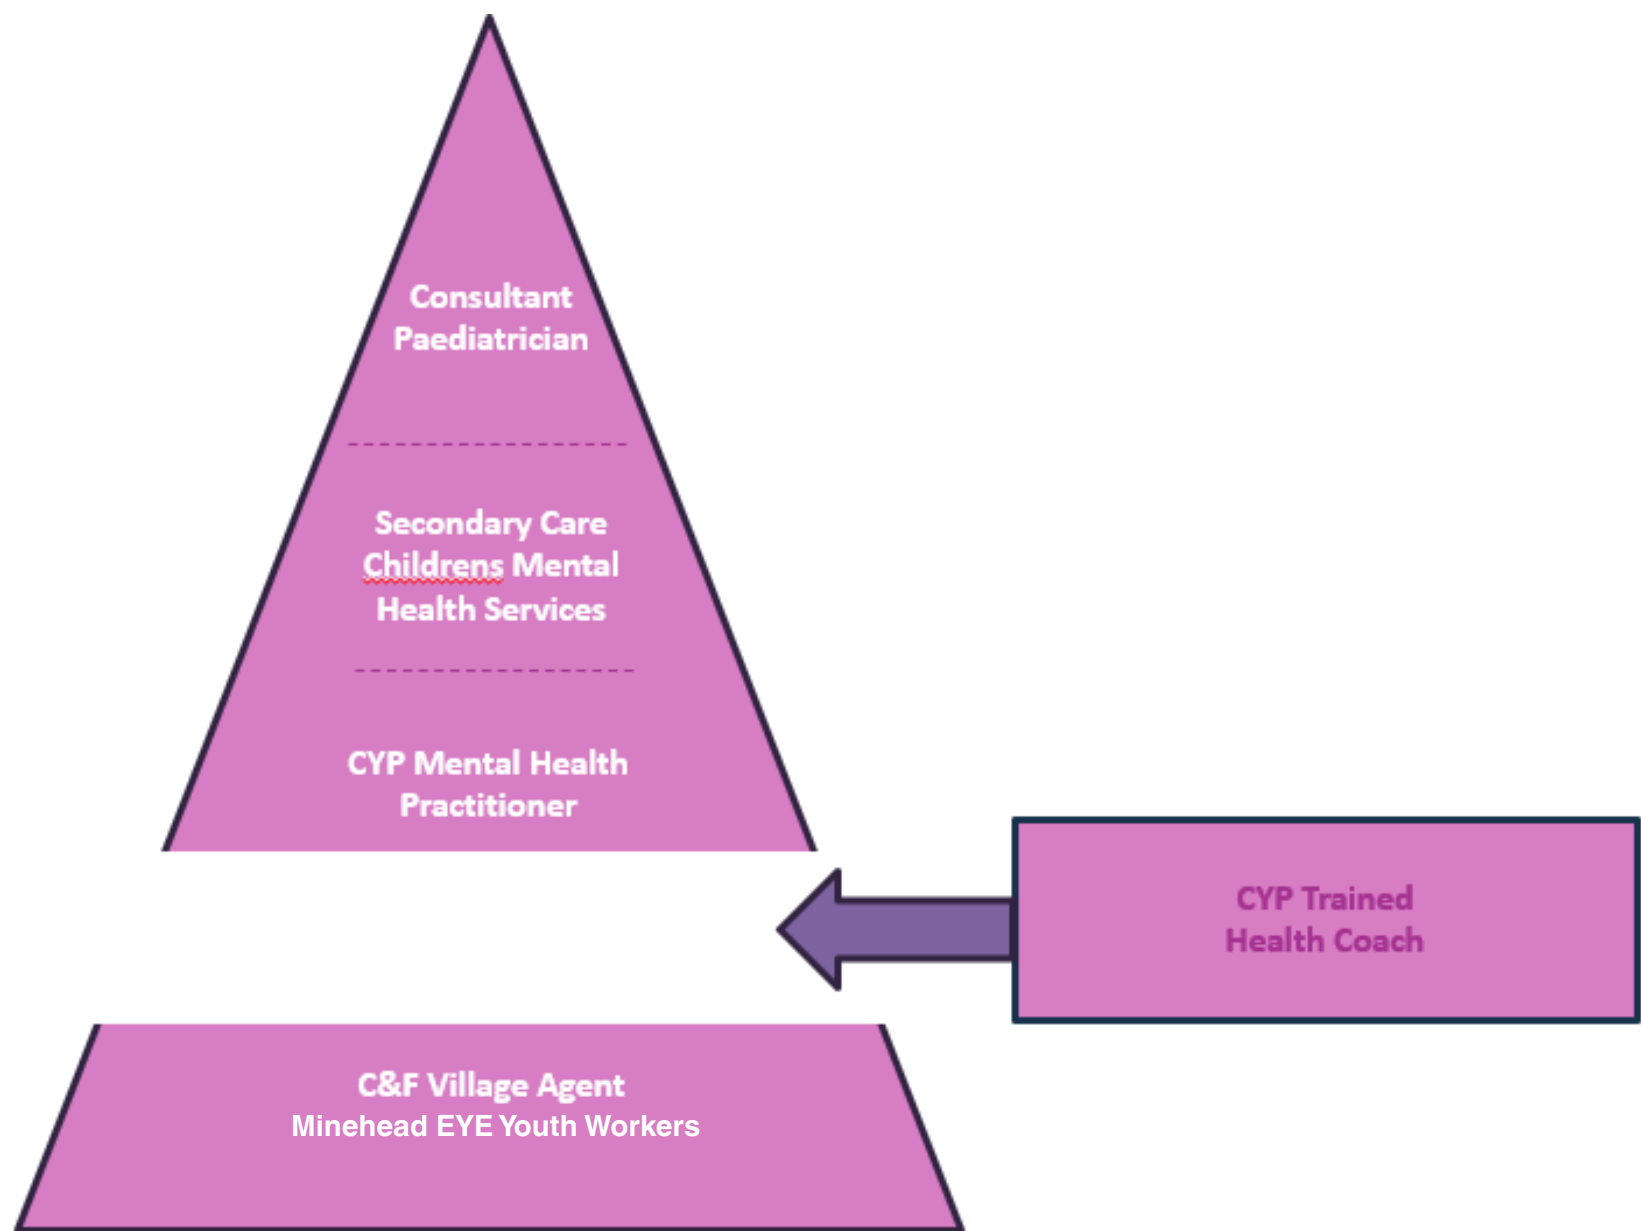 Consultant
Paediatrician
Secondary Care
Childrens Mental
Health Services
CYP Mental Health
Practitioner
CYP Trained
Health Coach
C&F Village Agent
Minehead EYE Youth Workers